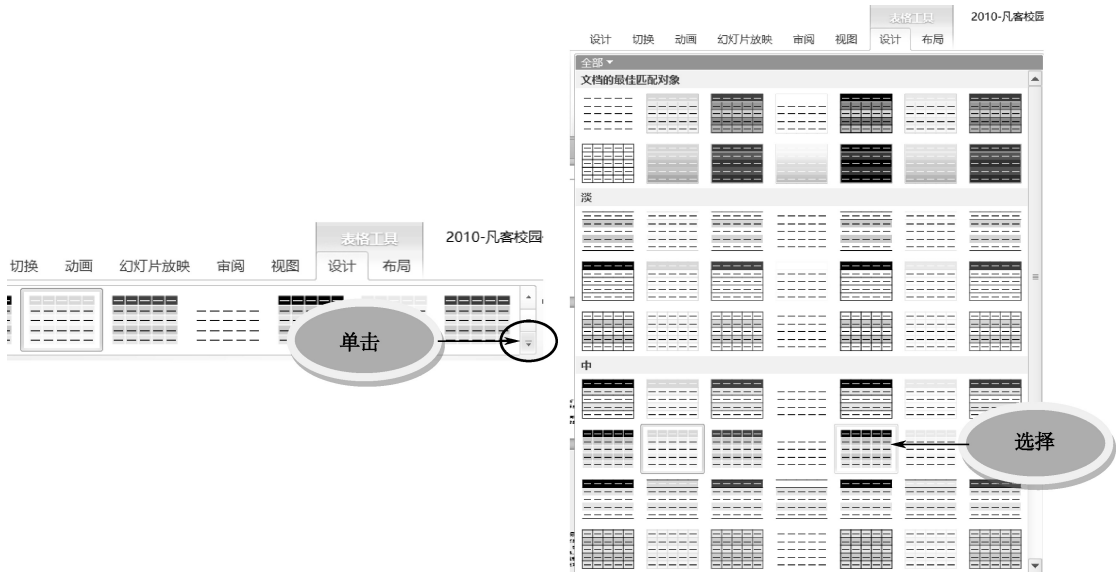 表格工具
2010-凡客校园
切换 动画 幻灯片放映 审阅 视图 设计 布局
单击
表格工具
2010-凡客校园
设计 切换 动画 幻灯片放映 审阅 视图 设计 布局
全部
文档的最佳匹配对象
淡
中
选择